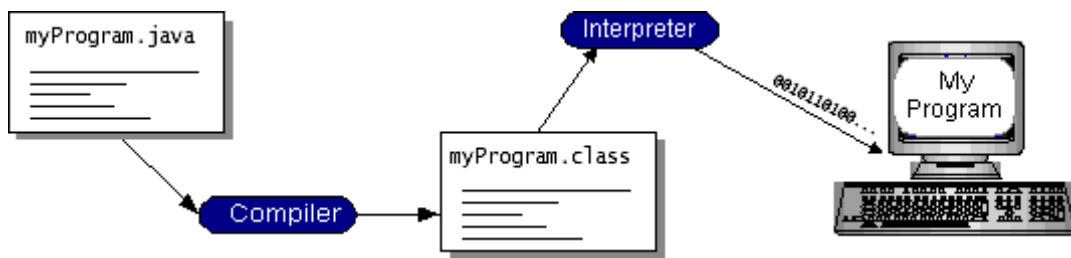 myProgram.java
Compiler
myProgram.class
Interpreter
0010110100...
My
Program